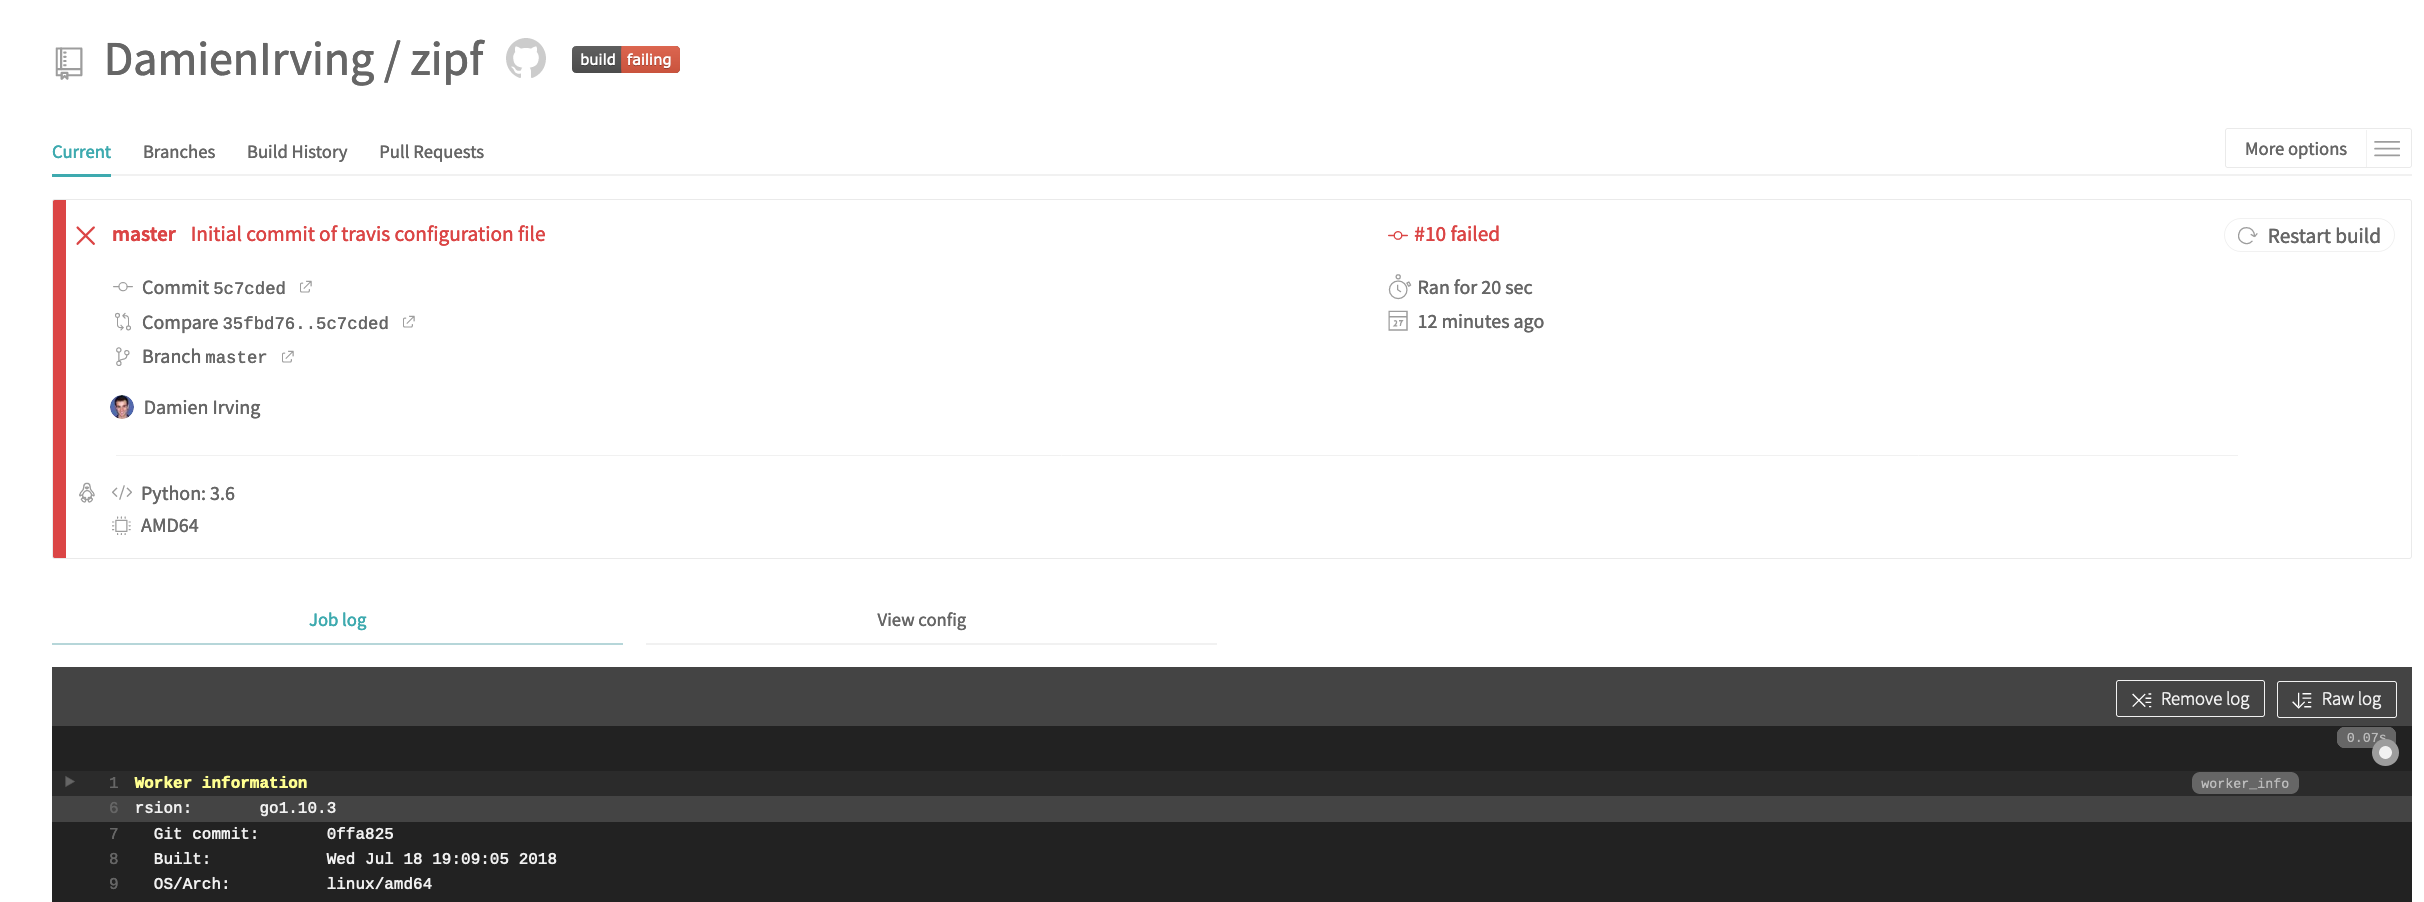 DamienIrving / zipf build failing
Current Branches Build History Pull Requests More options
master Initial commit of travis configuration file
#10 failed
Restart build
Commit 5c7cded
Ran for 20 sec
Compare 35fbd76..5c7cded
12 minutes ago
Branch master
Damien Irving
Python: 3.6
AMD64
Job log View config
Remove log Raw log
0.07s
1 Worker information worker_info
6 rsion: go1.10.3
7 Git commit: 0ffa825
8 Built: Wed Jul 18 19:09:05 2018
9 OS/Arch: linux/amd64